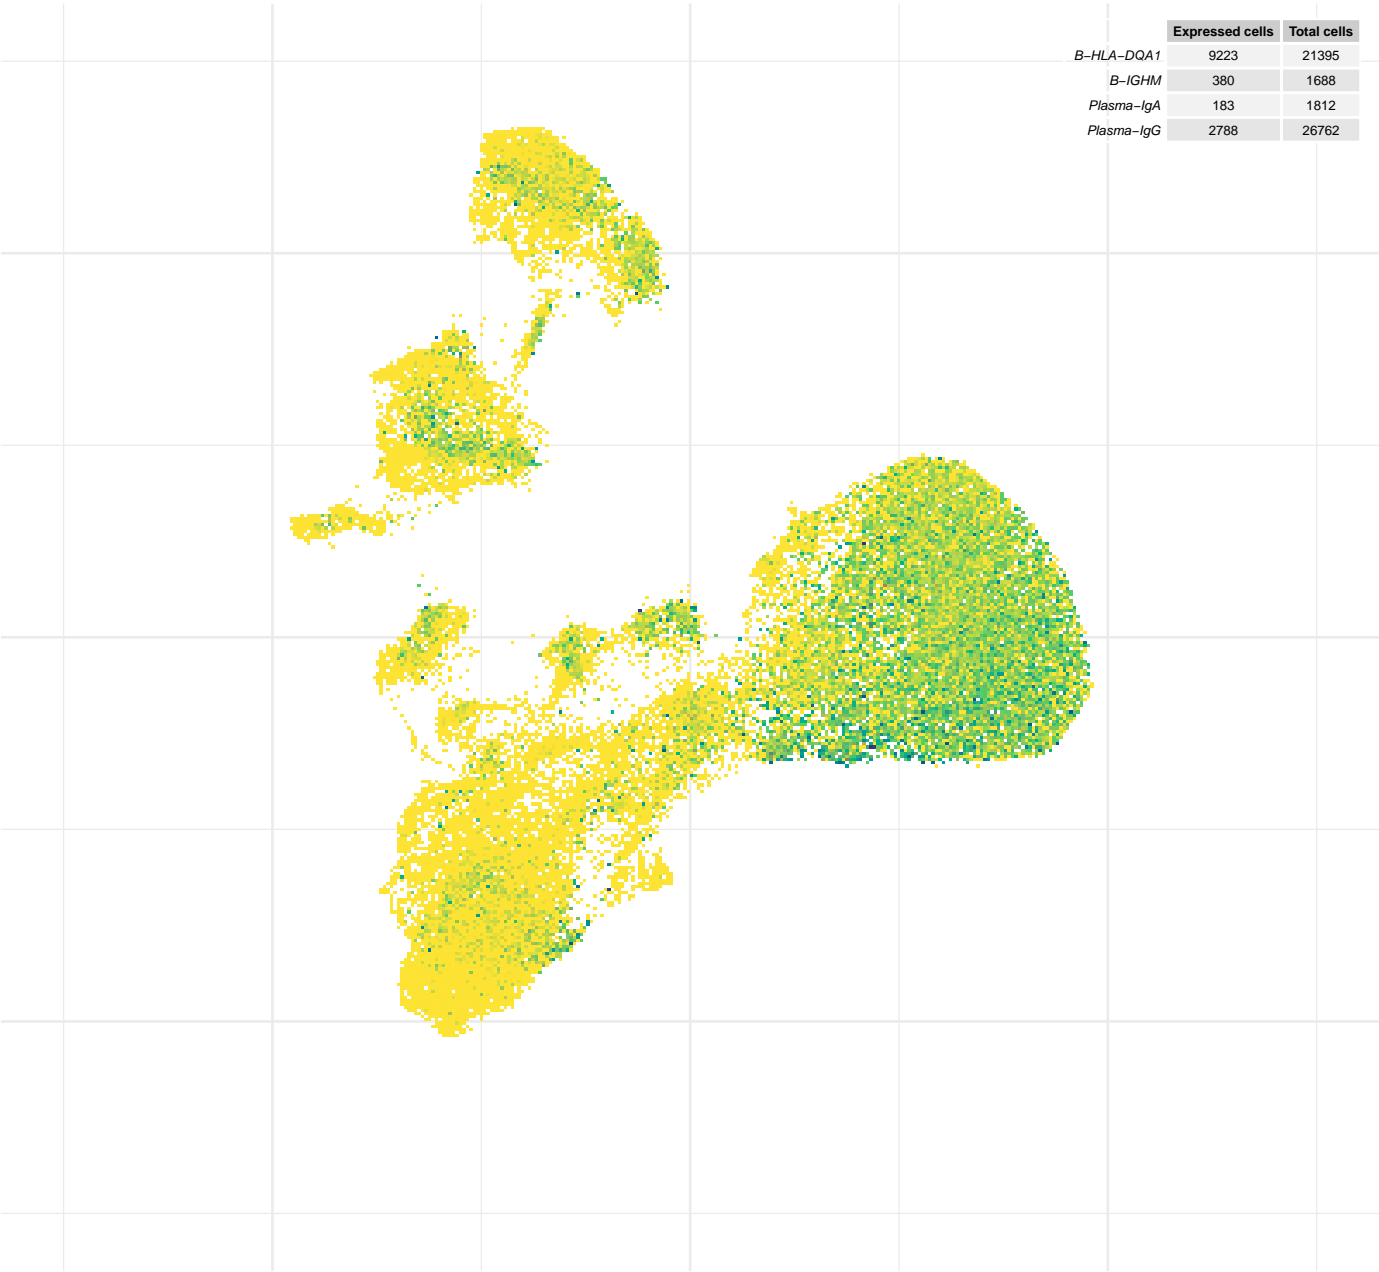 Expressed cells Total cells
B−HLA−DQA1 9223 21395
B−IGHM 380 1688
Plasma−IgA 183 1812
Plasma−IgG 2788 26762